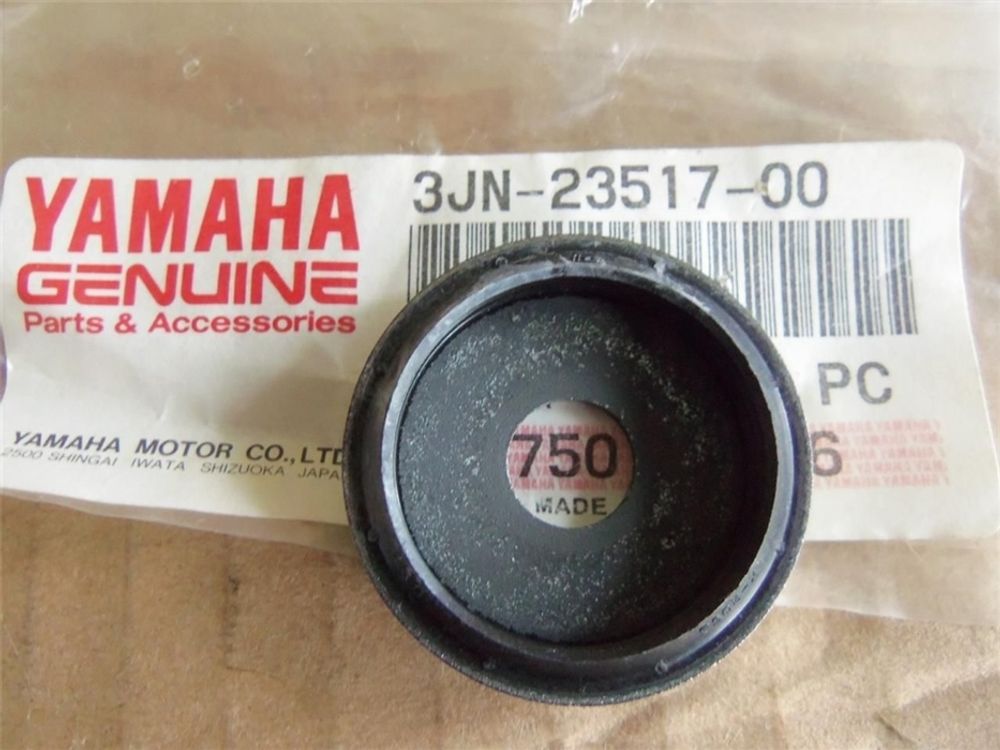 YAMAHA
GENUINE
Parts & Accessories
3JN-23517-00
PC
YAMAHA MOTOR CO., LTD
2500 SHINGAI IWATA SHIZUOKA JAPA
750
6
MADE